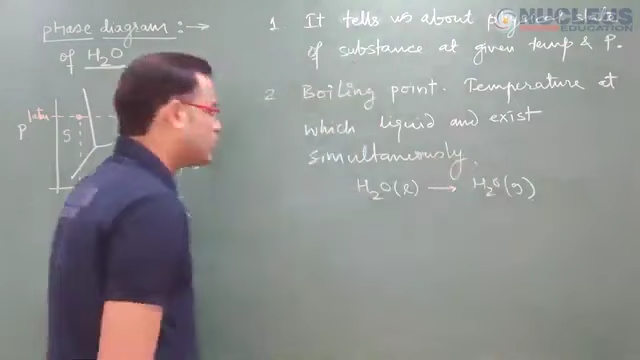 phase diagram :→
of H₂O
P
1atm
S
1 It tells us about physical state
of substance at given temp & P.
2 Boiling point. Temperature at
which liquid and exist
simultaneously.
H₂O(l) → H₂O(g)
NUCLEUS
EDUCATION